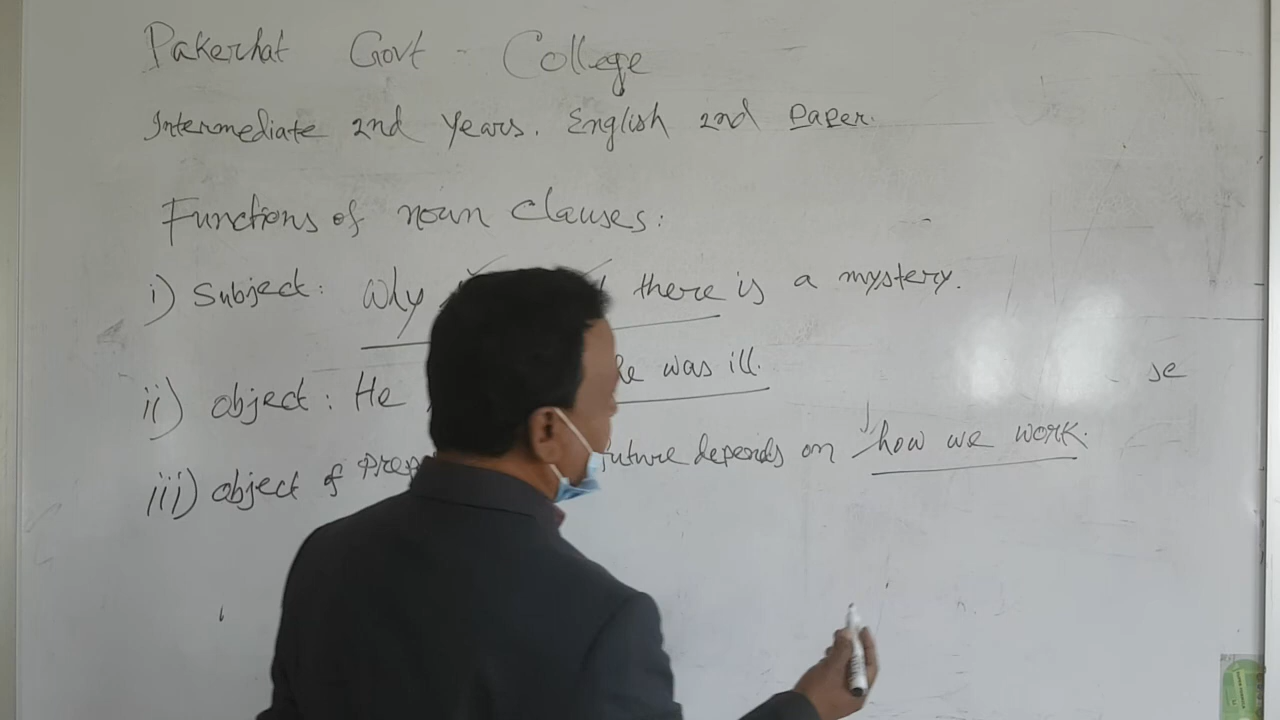 Pakerhat Govt - College
Intermediate 2nd Years. English 2nd Paper.
Functions of noun Clauses:
i) Subject: Why there is a mystery.
ii) object: He was ill.
se
iii) object of prep future depends on how we work.